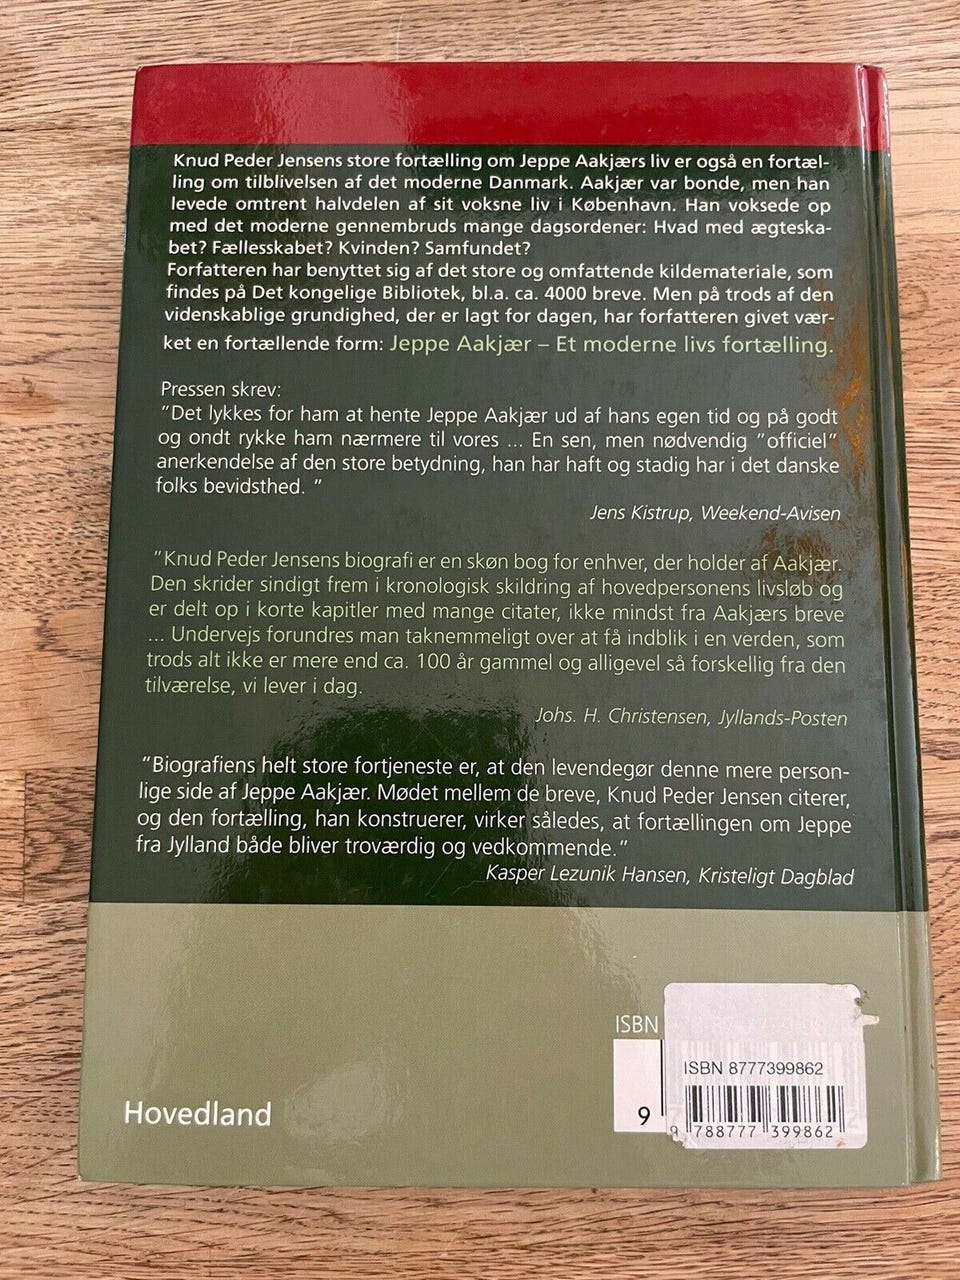 Knud Peder Jensens store fortælling om Jeppe Aakjærs liv er også en fortæl-
ling om tilblivelsen af det moderne Danmark. Aakjær var bonde, men han
levede omtrent halvdelen af sit voksne liv i København. Han voksede op
med det moderne gennembruds mange dagsordener: Hvad med ægteska-
bet? Fællesskabet? Kvinden? Samfundet?
Forfatteren har benyttet sig af det store og omfattende kildemateriale, som
findes på Det kongelige Bibliotek, bl.a. ca. 4000 breve. Men på trods af den
videnskablige grundighed, der er lagt for dagen, har forfatteren givet vær-
ket en fortællende form: Jeppe Aakjær – Et moderne livs fortælling.
Pressen skrev:
”Det lykkes for ham at hente Jeppe Aakjær ud af hans egen tid og på godt
og ondt rykke ham nærmere til vores ... En sen, men nødvendig ”officiel”
anerkendelse af den store betydning, han har haft og stadig har i det danske
folks bevidsthed. ”
Jens Kistrup, Weekend-Avisen
”Knud Peder Jensens biografi er en skøn bog for enhver, der holder af Aakjær.
Den skrider sindigt frem i kronologisk skildring af hovedpersonens livsløb og
er delt op i korte kapitler med mange citater, ikke mindst fra Aakjærs breve
... Undervejs forundres man taknemmeligt over at få indblik i en verden, som
trods alt ikke er mere end ca. 100 år gammel og alligevel så forskellig fra den
tilværelse, vi lever i dag.
Johs. H. Christensen, Jyllands-Posten
”Biografiens helt store fortjeneste er, at den levendegør denne mere person-
lige side af Jeppe Aakjær. Mødet mellem de breve, Knud Peder Jensen citerer,
og den fortælling, han konstruerer, virker således, at fortællingen om Jeppe
fra Jylland både bliver troværdig og vedkommende.”
Kasper Lezunik Hansen, Kristeligt Dagblad
ISBN
ISBN 8777399862
9
9 788777 399862
Hovedland